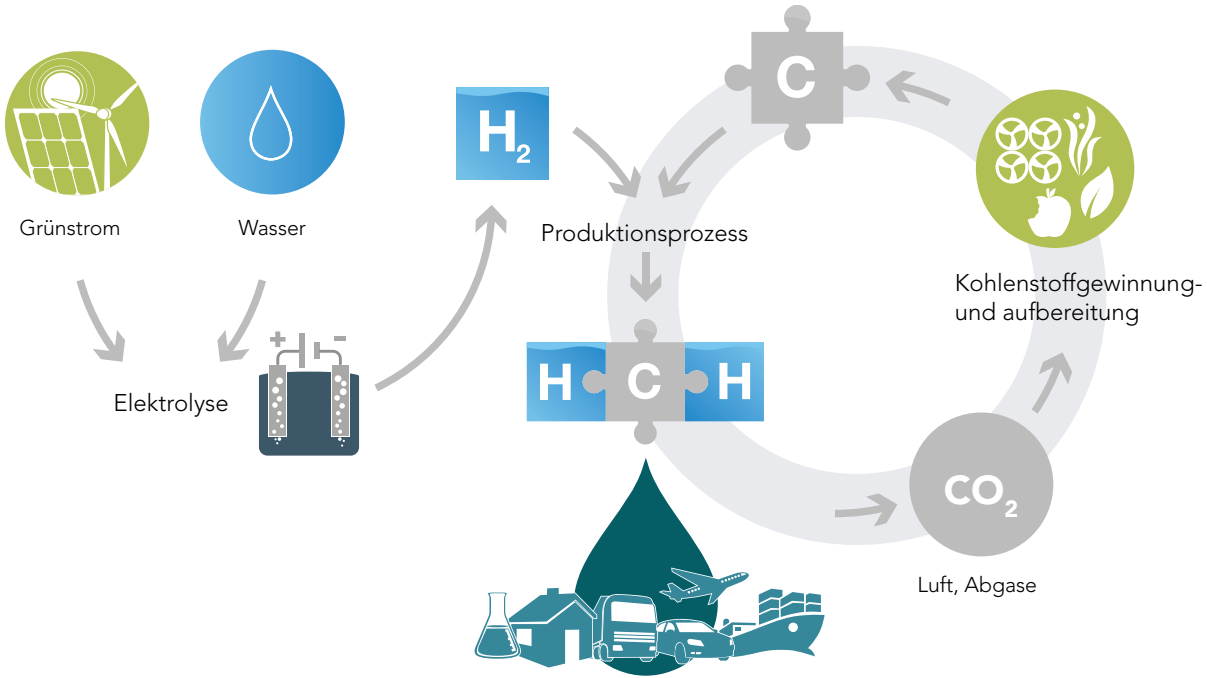 Grünstrom
Wasser
Elektrolyse
+ −
H₂
C
Produktionsprozess
H C H
Kohlenstoffgewinnung-
und aufbereitung
CO₂
Luft, Abgase